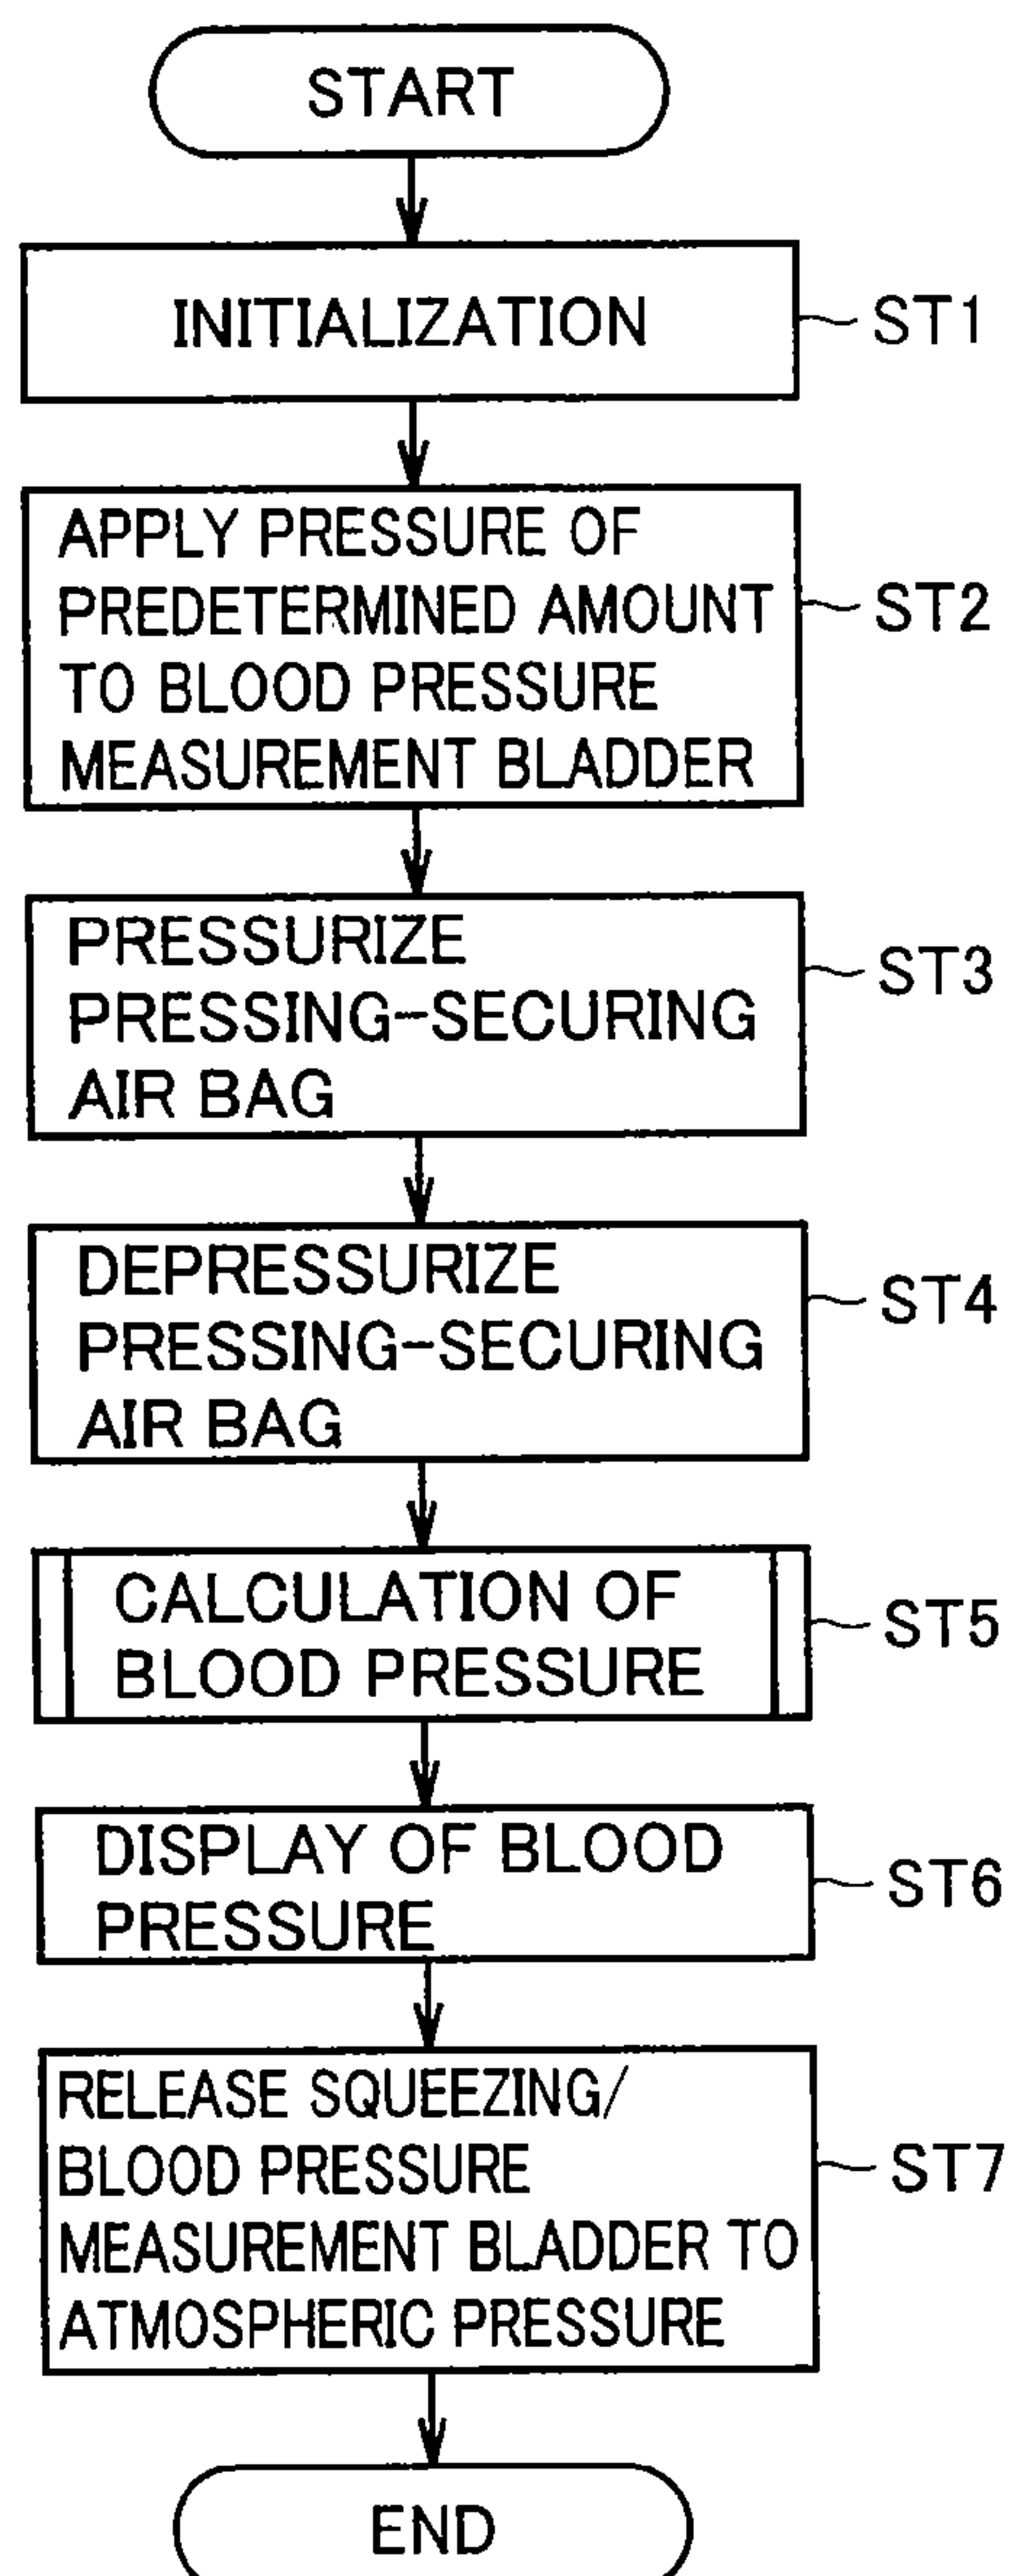 START
INITIALIZATION
ST1
APPLY PRESSURE OF
PREDETERMINED AMOUNT
TO BLOOD PRESSURE
MEASUREMENT BLADDER
ST2
PRESSURIZE
PRESSING-SECURING
AIR BAG
ST3
DEPRESSURIZE
PRESSING-SECURING
AIR BAG
ST4
CALCULATION OF
BLOOD PRESSURE
ST5
DISPLAY OF BLOOD
PRESSURE
ST6
RELEASE SQUEEZING/
BLOOD PRESSURE
MEASUREMENT BLADDER TO
ATMOSPHERIC PRESSURE
ST7
END